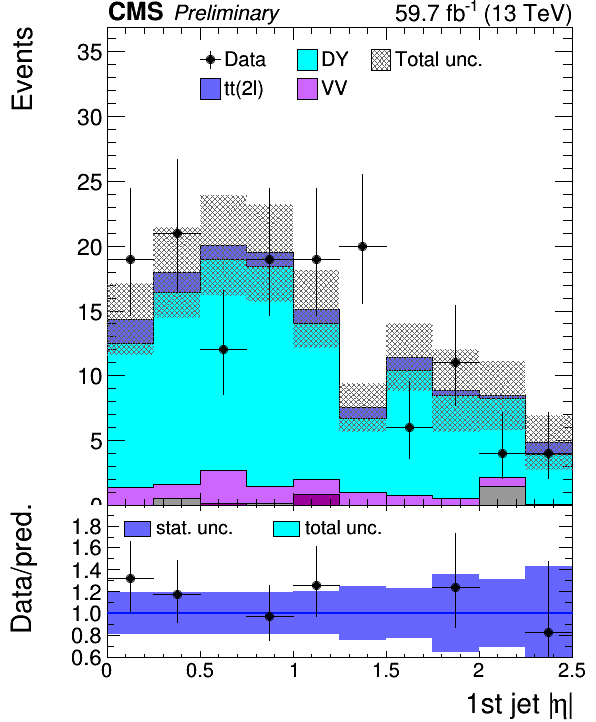 CMS Preliminary 59.7 fb⁻¹ (13 TeV)
Events
35
30
25
20
15
10
5
0
Data DY Total unc.
tt(2l) VV
Data/pred.
1.8
1.6
1.4
1.2
1.0
0.8
0.6
stat. unc. total unc.
0 0.5 1 1.5 2 2.5
1st jet |η|